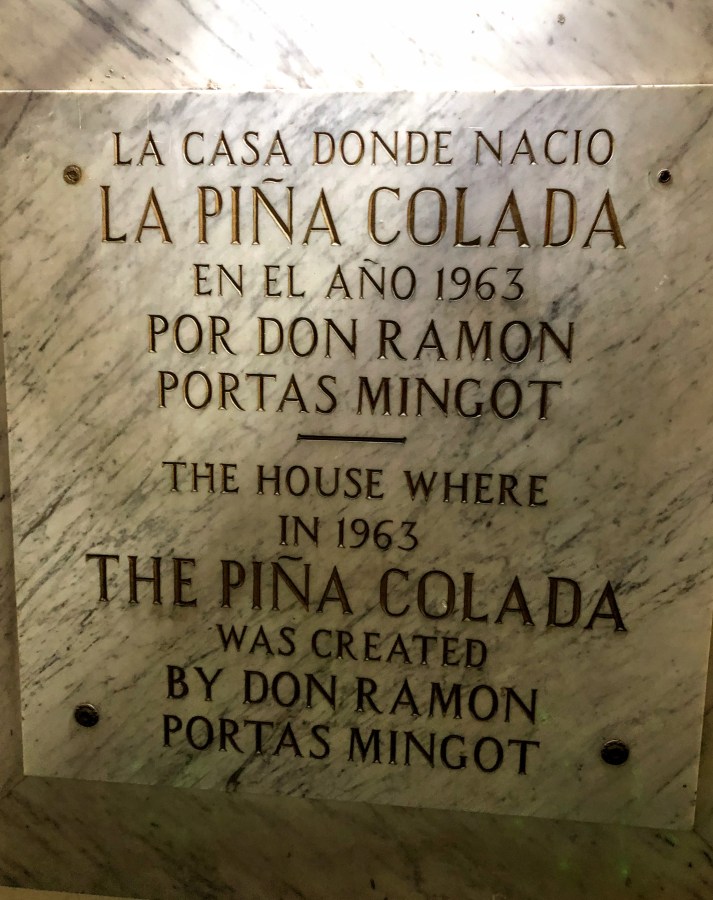 LA CASA DONDE NACIO
LA PIÑA COLADA
EN EL AÑO 1963
POR DON RAMON
PORTAS MINGOT
THE HOUSE WHERE
IN 1963
THE PIÑA COLADA
WAS CREATED
BY DON RAMON
PORTAS MINGOT